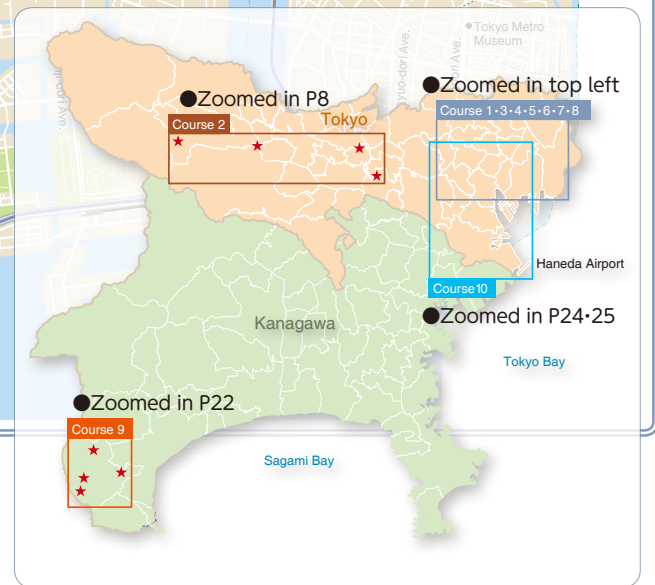 Tokyo Metro
Museum
●Zoomed in top left
Course 1•3•4•5•6•7•8
●Zoomed in P8
Course 2
Tokyo
Haneda Airport
Course10
●Zoomed in P24•25
Kanagawa
Tokyo Bay
●Zoomed in P22
Course 9
Sagami Bay